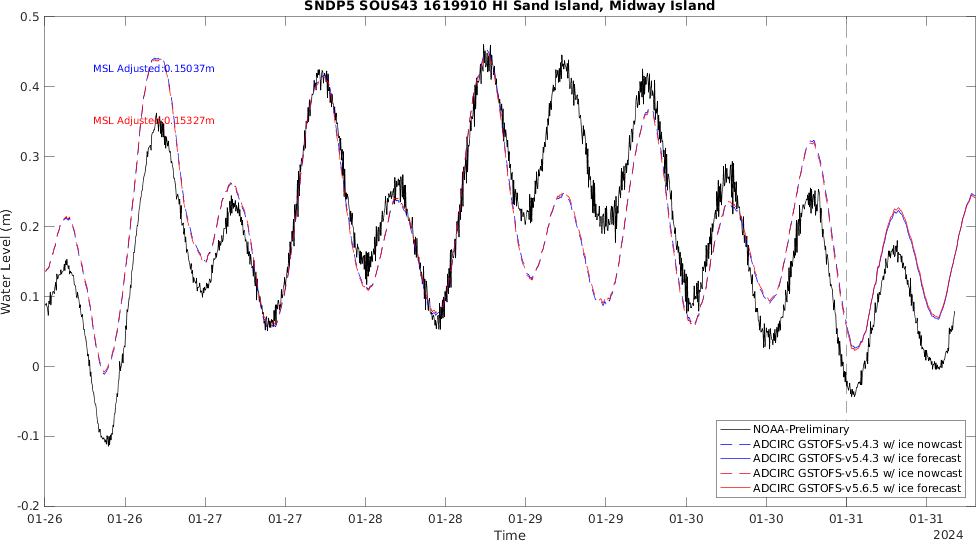 SNDP5 SOUS43 1619910 HI Sand Island, Midway Island
0.5
0.4
0.3
0.2
0.1
0
-0.1
-0.2
Water Level (m)
MSL Adjusted:0.15037m
MSL Adjusted:0.15327m
NOAA-Preliminary
ADCIRC GSTOFS-v5.4.3 w/ ice nowcast
ADCIRC GSTOFS-v5.4.3 w/ ice forecast
ADCIRC GSTOFS-v5.6.5 w/ ice nowcast
ADCIRC GSTOFS-v5.6.5 w/ ice forecast
01-26 01-26 01-27 01-27 01-28 01-28 01-29 01-29 01-30 01-30 01-31 01-31
2024
Time